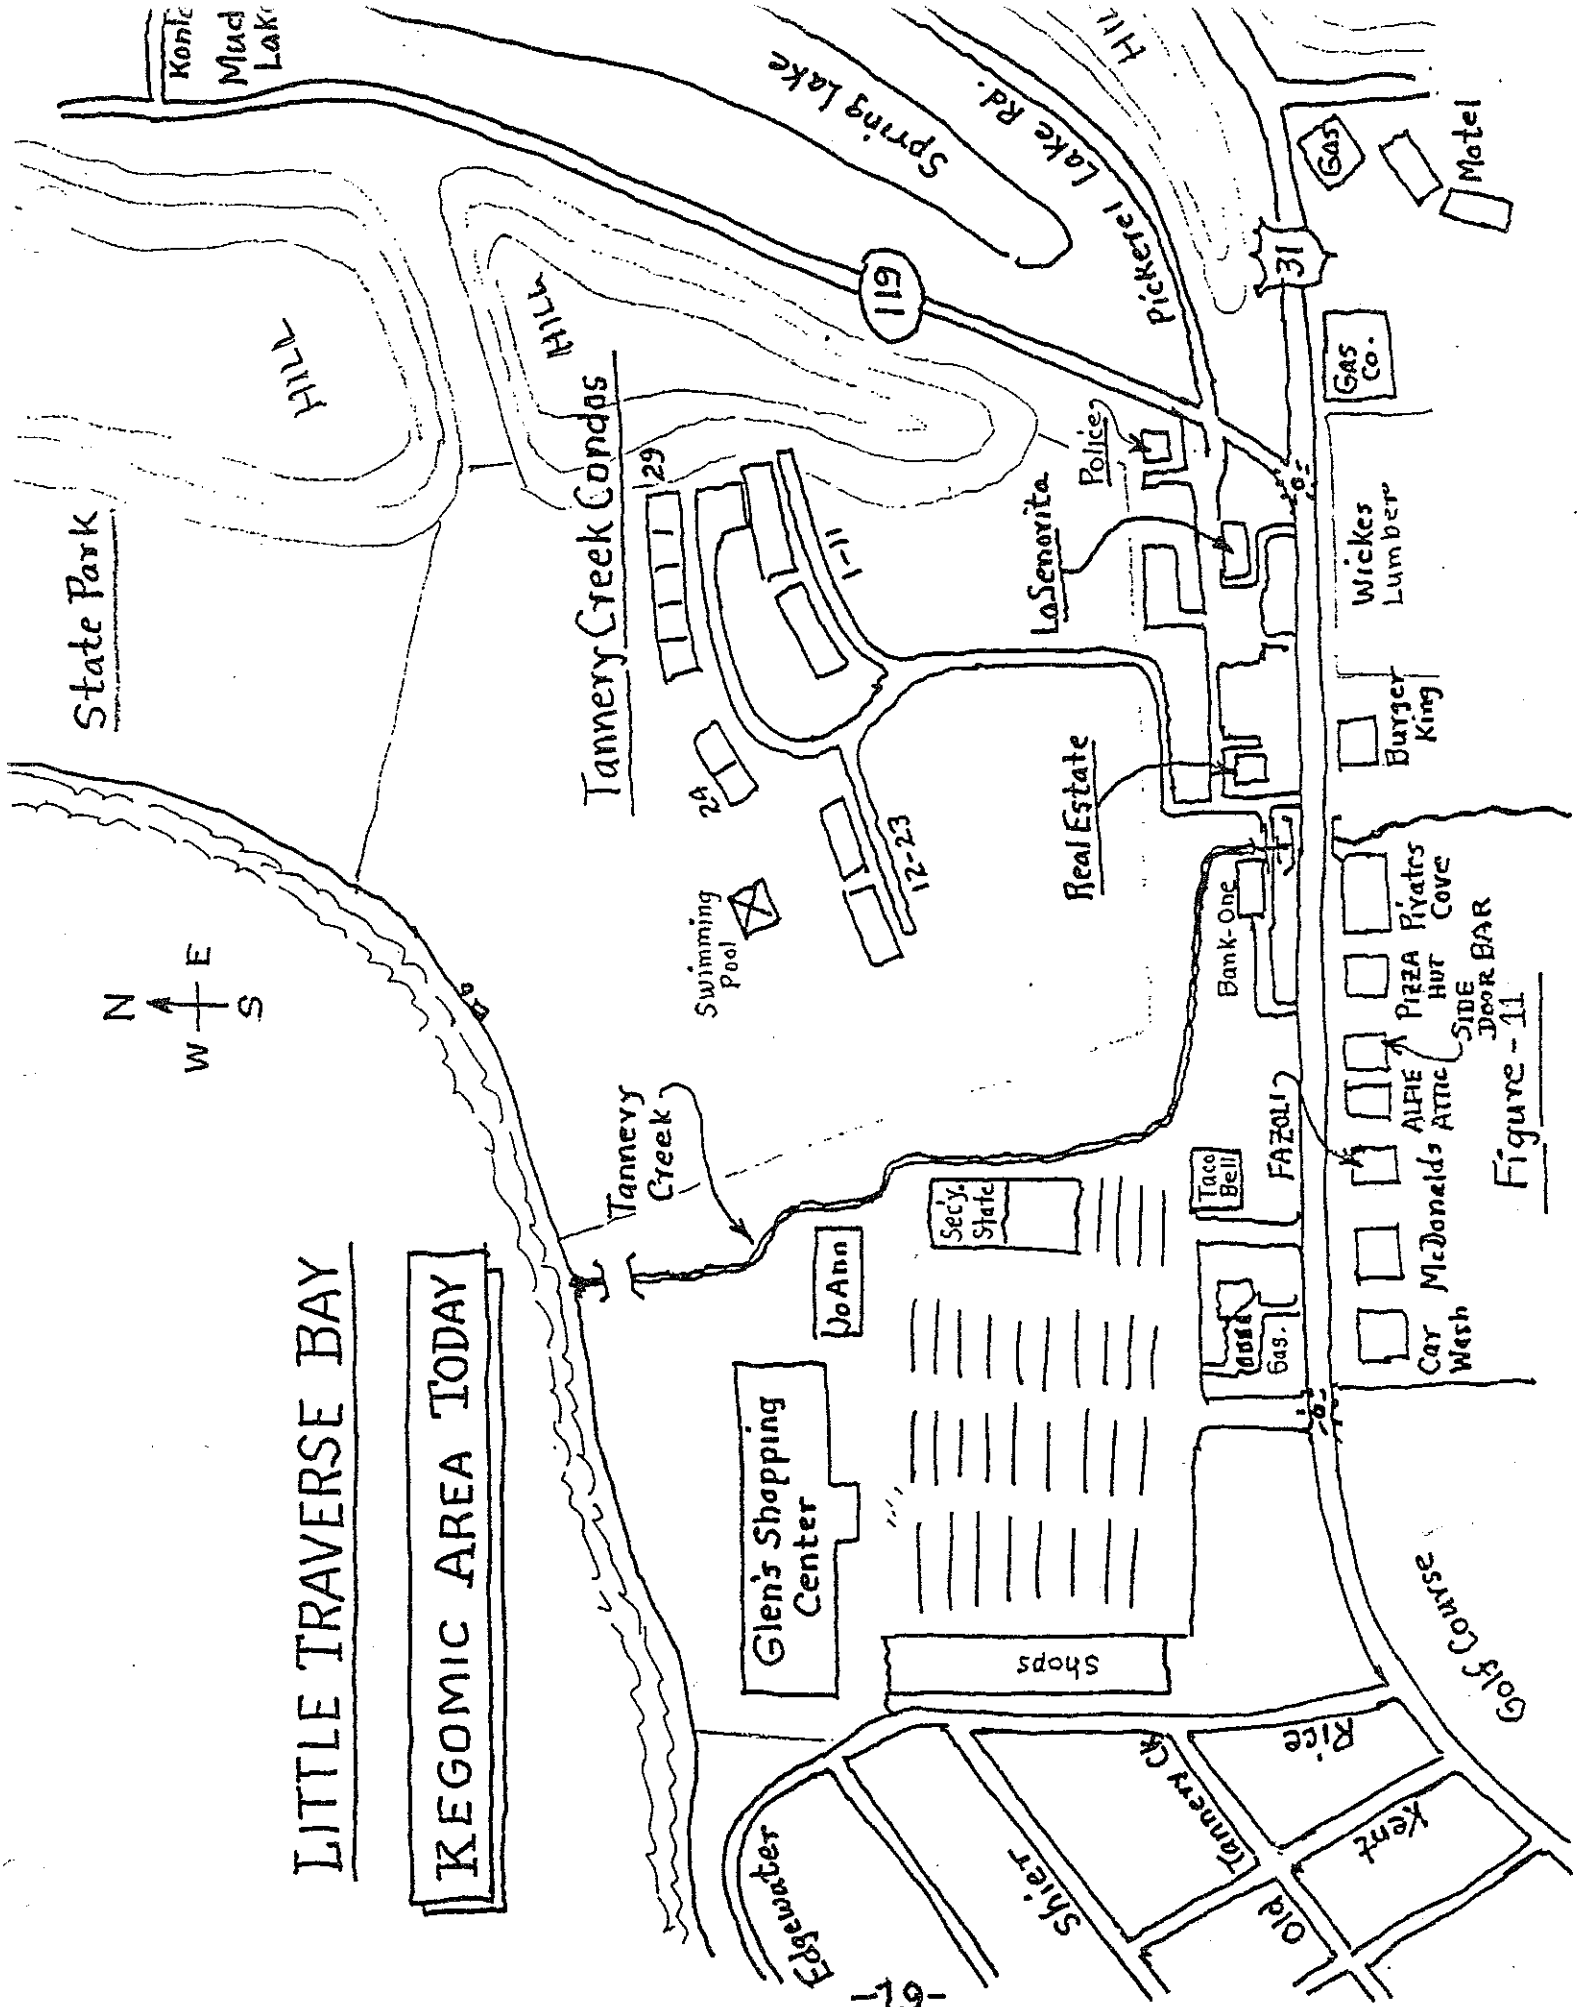 LITTLE TRAVERSE BAY
KEGOMIC AREA TODAY
N
W
E
S
State Park
HILL
Mud
Lake
Tannery
Creek
Swimming
Pool
Tannery Creek Condos
24
29
HILL
12-23
1-11
119
Spring Lake
Pickerel Lake Rd.
HILL
Edgewater
Glen's Shopping
Center
JoAnn
Sec'y.
State
Shops
Shier
Old Tannery Ck
Rice
Kent
Golf Course
Gas.
Taco
Bell
FAZOLI
Bank-One
Real Estate
LaSenorita
Police
31
Car
Wash
McDonalds
ALFIE
ATTIC
SIDE
DOOR BAR
PIZZA
HUT
Pirates
Cove
Burger
King
Wickes
Lumber
Gas
Co.
Gas
Motel
Figure - 11